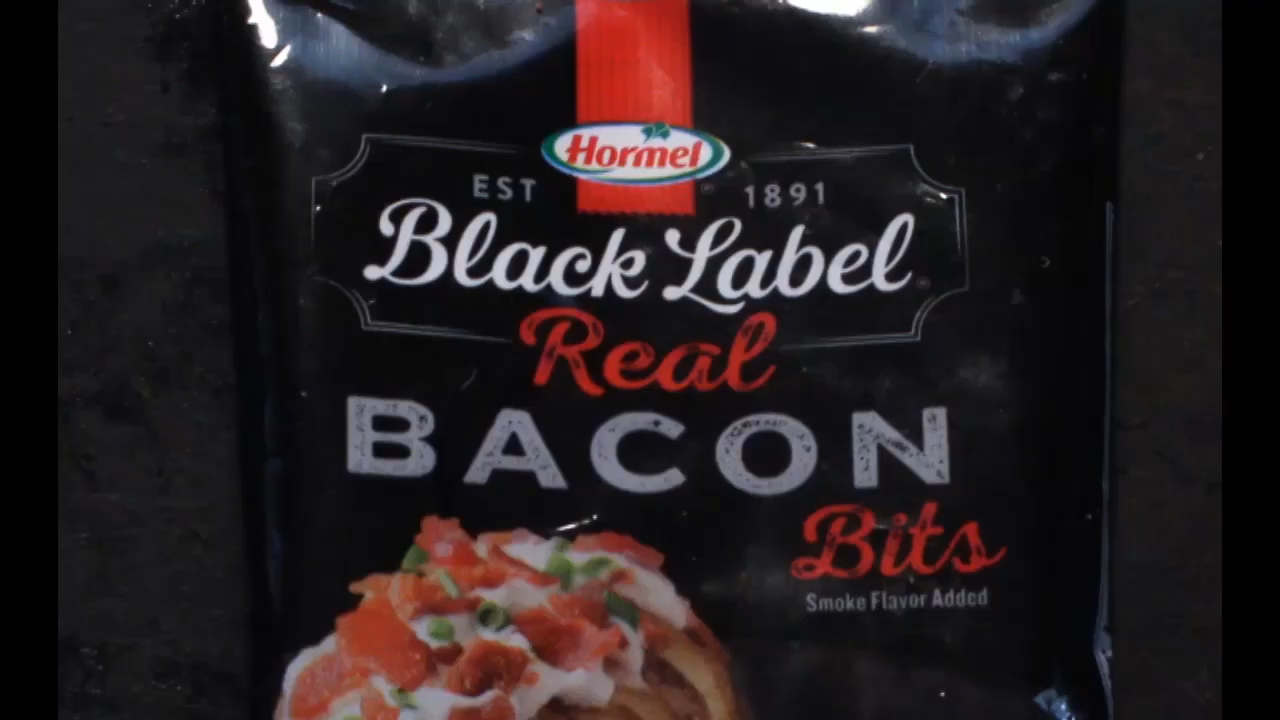 Hormel
EST 1891
Black Label
Real
BACON
Bits
Smoke Flavor Added